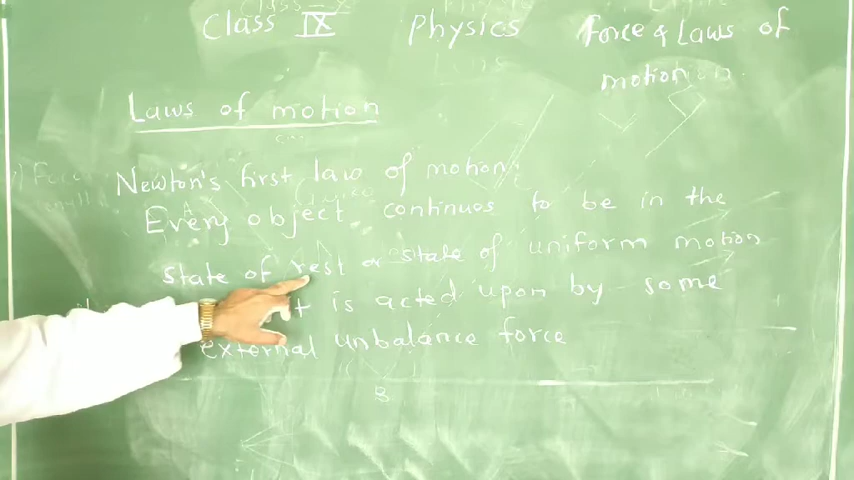 Class IX Physics Force & Laws of
motion
Laws of motion
Newton's first law of motion:
Every object continues to be in the
state of rest or state of uniform motion
t is acted upon by some
external unbalance force